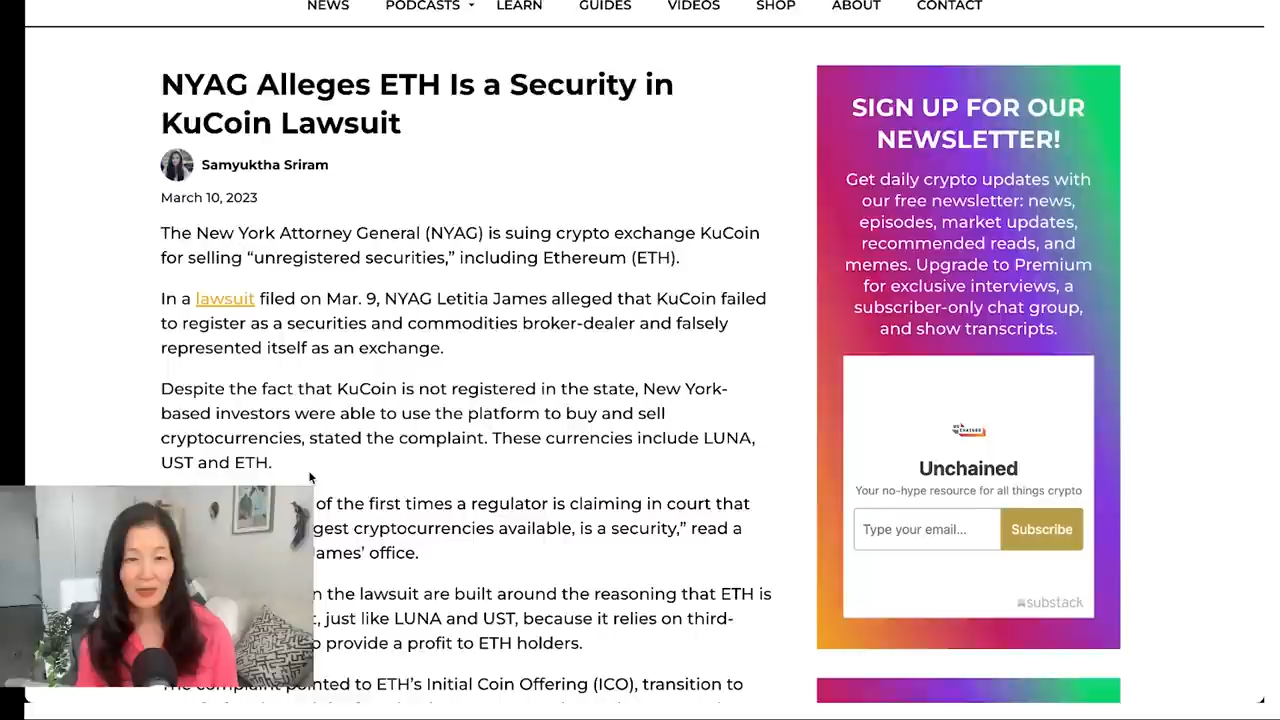 NEWS PODCASTS LEARN GUIDES VIDEOS SHOP ABOUT CONTACT
NYAG Alleges ETH Is a Security in
KuCoin Lawsuit
Samyuktha Sriram
March 10, 2023
The New York Attorney General (NYAG) is suing crypto exchange KuCoin
for selling “unregistered securities,” including Ethereum (ETH).
In a lawsuit filed on Mar. 9, NYAG Letitia James alleged that KuCoin failed
to register as a securities and commodities broker-dealer and falsely
represented itself as an exchange.
Despite the fact that KuCoin is not registered in the state, New York-
based investors were able to use the platform to buy and sell
cryptocurrencies, stated the complaint. These currencies include LUNA,
UST and ETH.
of the first times a regulator is claiming in court that
gest cryptocurrencies available, is a security,” read a
ames’ office.
n the lawsuit are built around the reasoning that ETH is
t, just like LUNA and UST, because it relies on third-
o provide a profit to ETH holders.
The complaint pointed to ETH’s Initial Coin Offering (ICO), transition to
SIGN UP FOR OUR
NEWSLETTER!
Get daily crypto updates with
our free newsletter: news,
episodes, market updates,
recommended reads, and
memes. Upgrade to Premium
for exclusive interviews, a
subscriber-only chat group,
and show transcripts.
Unchained
Your no-hype resource for all things crypto
Type your email... Subscribe
substack